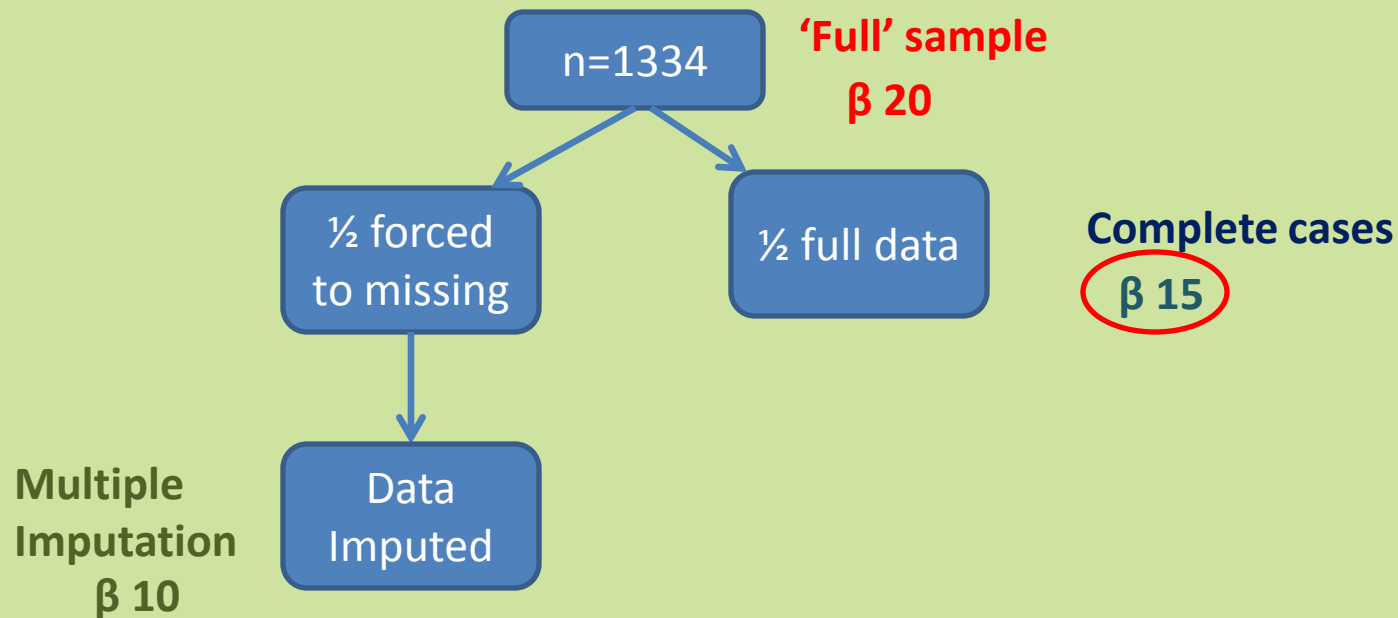 n=1334
‘Full’ sample
β 20
½ forced
to missing
½ full data
Complete cases
β 15
Data
Imputed
Multiple
Imputation
β 10